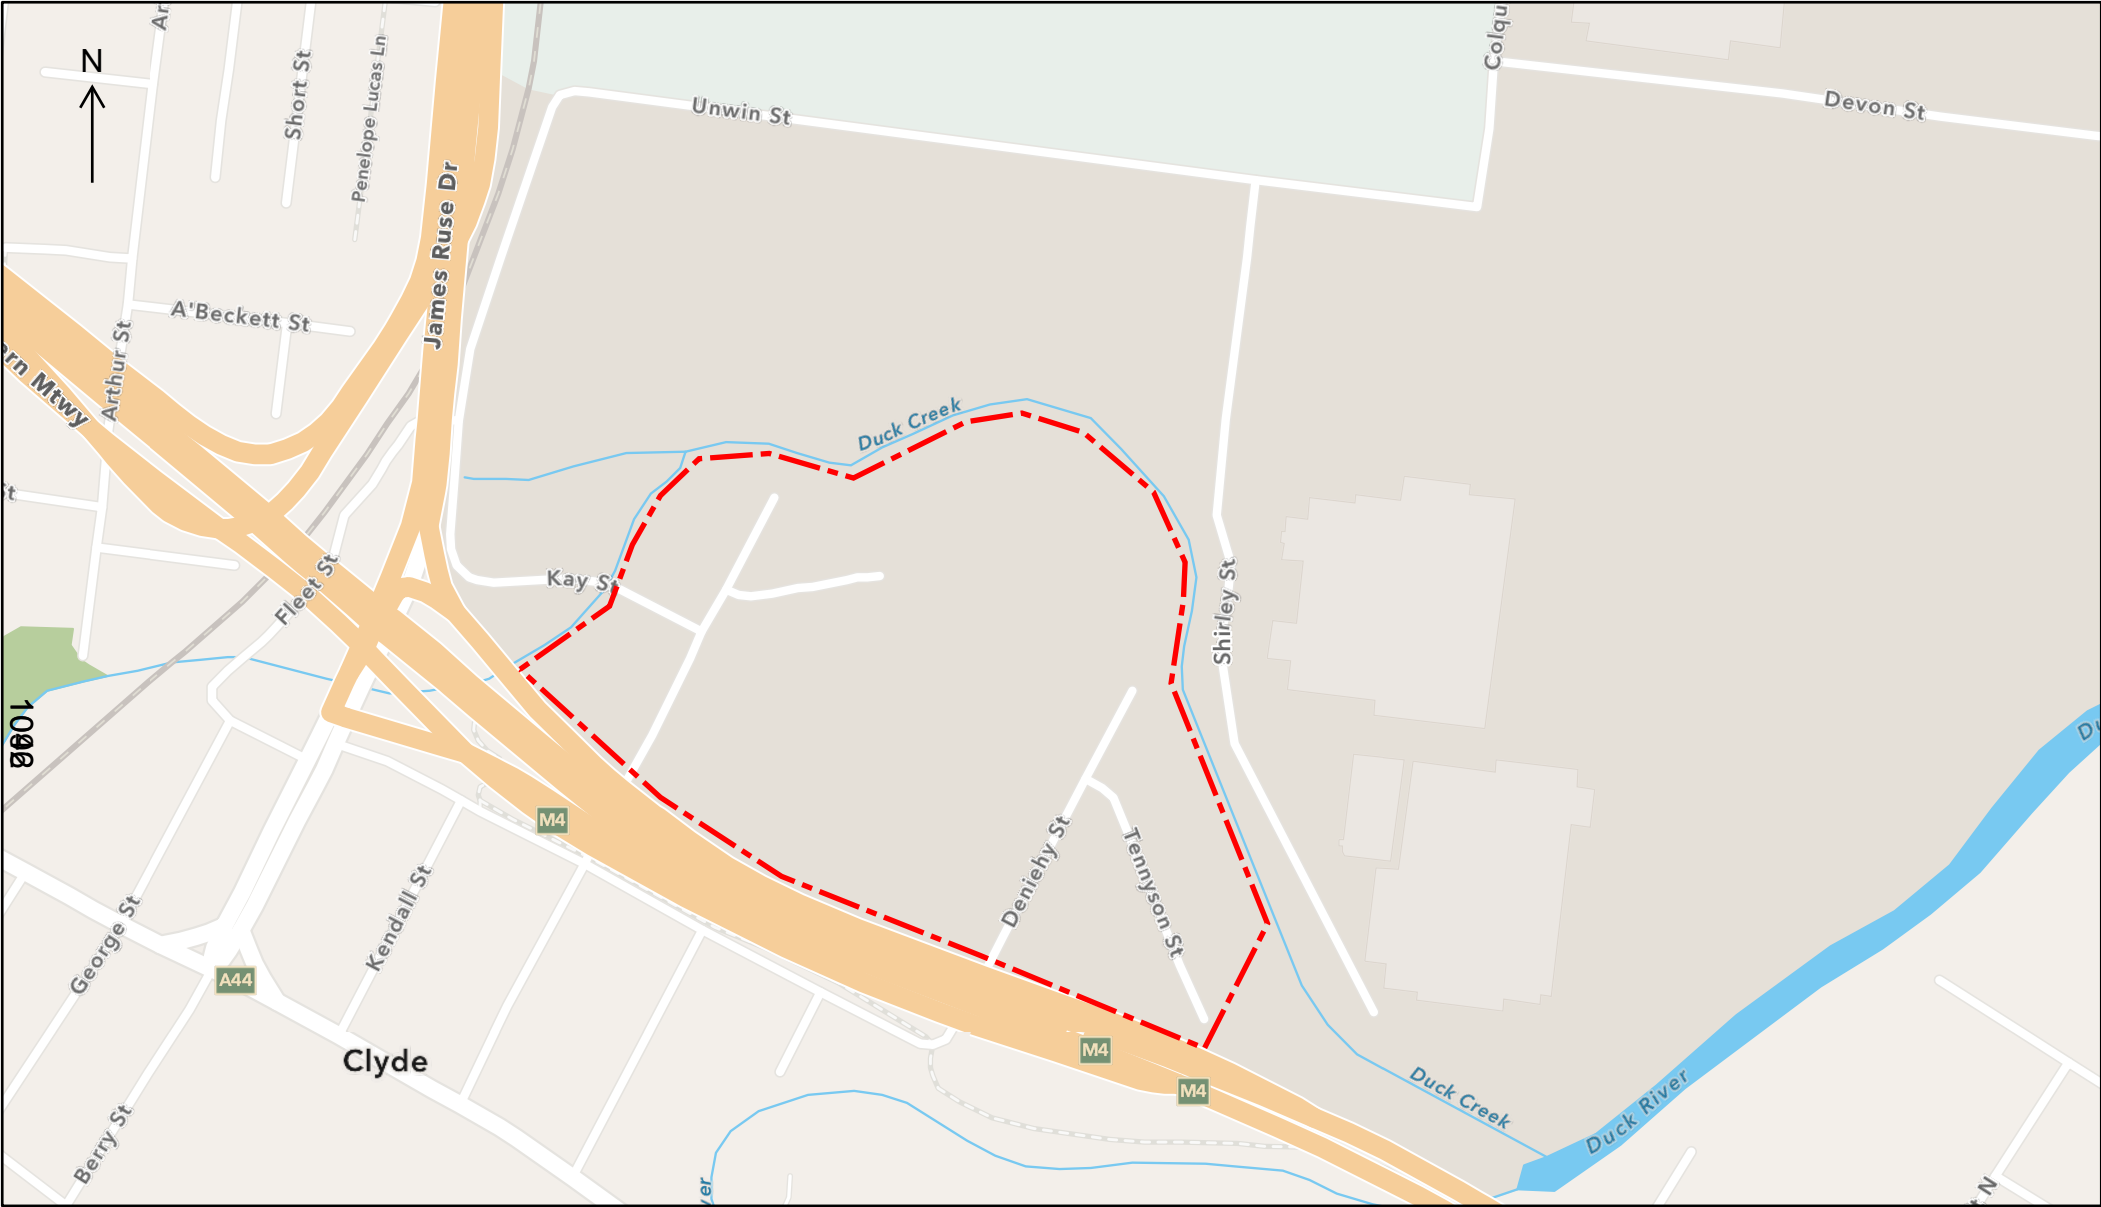 N
Short St
Penelope Lucas Ln
James Ruse Dr
Unwin St
Devon St
A'Beckett St
Arthur St
Mtwy
Duck Creek
Kay St
Fleet St
Shirley St
M4
Deniehy St
Tennyson St
George St
Kendall St
A44
Clyde
M4
M4
Duck Creek
Duck River
Berry St
N